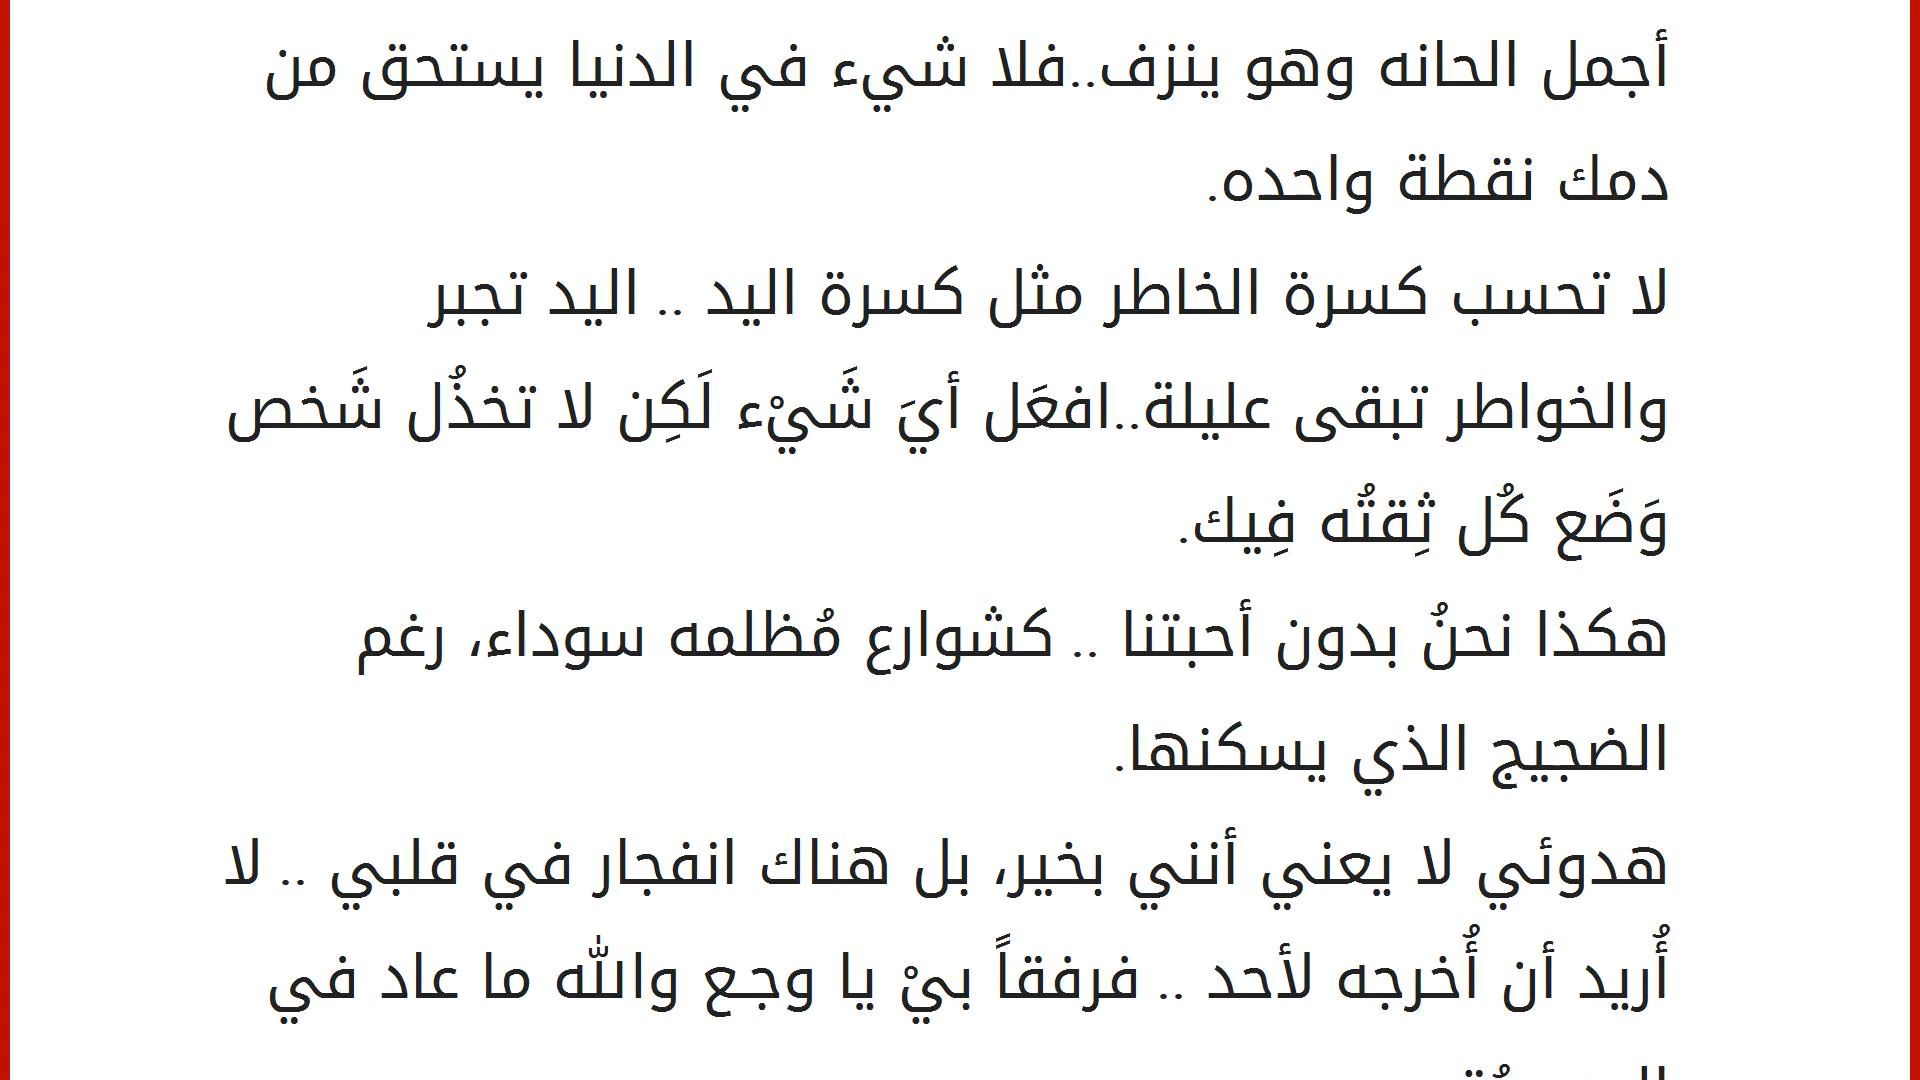 أجمل الحانه وهو ينزف..فلا شيء في الدنيا يستحق من
دمك نقطة واحده.
لا تحسب كسرة الخاطر مثل كسرة اليد .. اليد تجبر
والخواطر تبقى عليلة..افعَل أيَ شَيْء لَكِن لا تخذُل شَخص
وَضَع كُل ثِقتُه فِيك.
هكذا نحنُ بدون أحبتنا .. كشوارع مُظلمه سوداء، رغم
الضجيج الذي يسكنها.
هدوئي لا يعني أنني بخير، بل هناك انفجار في قلبي .. لا
أُريد أن أُخرجه لأحد .. فرفقاً بيْ يا وجع والله ما عاد في